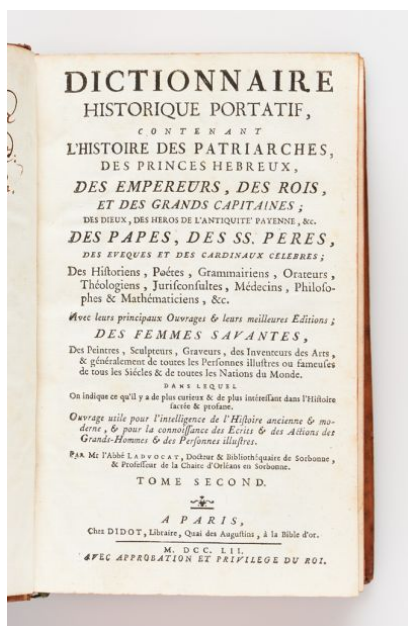 DICTIONNAIRE
HISTORIQUE PORTATIF,
CONTENANT
L'HISTOIRE DES PATRIARCHES,
DES PRINCES HEBREUX,
DES EMPEREURS, DES ROIS,
ET DES GRANDS CAPITAINES;
DES DIEUX, DES HEROS DE L'ANTIQUITE' PAYENNE, &c.
DES PAPES, DES SS. PERES,
DES EVEQUES ET DES CARDINAUX CELEBRES;
Des Historiens, Poétes, Grammairiens, Orateurs,
Théologiens, Jurisconsultes, Médecins, Philoso-
phes & Mathématiciens, &c.
Avec leurs principaux Ouvrages & leurs meilleures Editions;
DES FEMMES SAVANTES,
Des Peintres, Sculpteurs, Graveurs, des Inventeurs des Arts,
& généralement de toutes les Personnes illustres ou fameuses
de tous les Siécles & de toutes les Nations du Monde.
DANS LEQUEL
On indique ce qu'il y a de plus curieux & de plus intéressant dans l'Histoire
sacrée & profane.
Ouvrage utile pour l'intelligence de l'Histoire ancienne & mo-
derne, & pour la connoissance des Ecrits & des Actions des
Grands-Hommes & des Personnes illustres.
PAR Mr l'Abbé LADVOCAT, Docteur & Bibliothéquaire de Sorbonne,
& Professeur de la Chaire d'Orléans en Sorbonne.
TOME SECOND.
A PARIS,
Chez DIDOT, Libraire, Quai des Augustins, à la Bible d'or.
M. DCC. LII.
AVEC APPROBATION ET PRIVILEGE DU ROI.